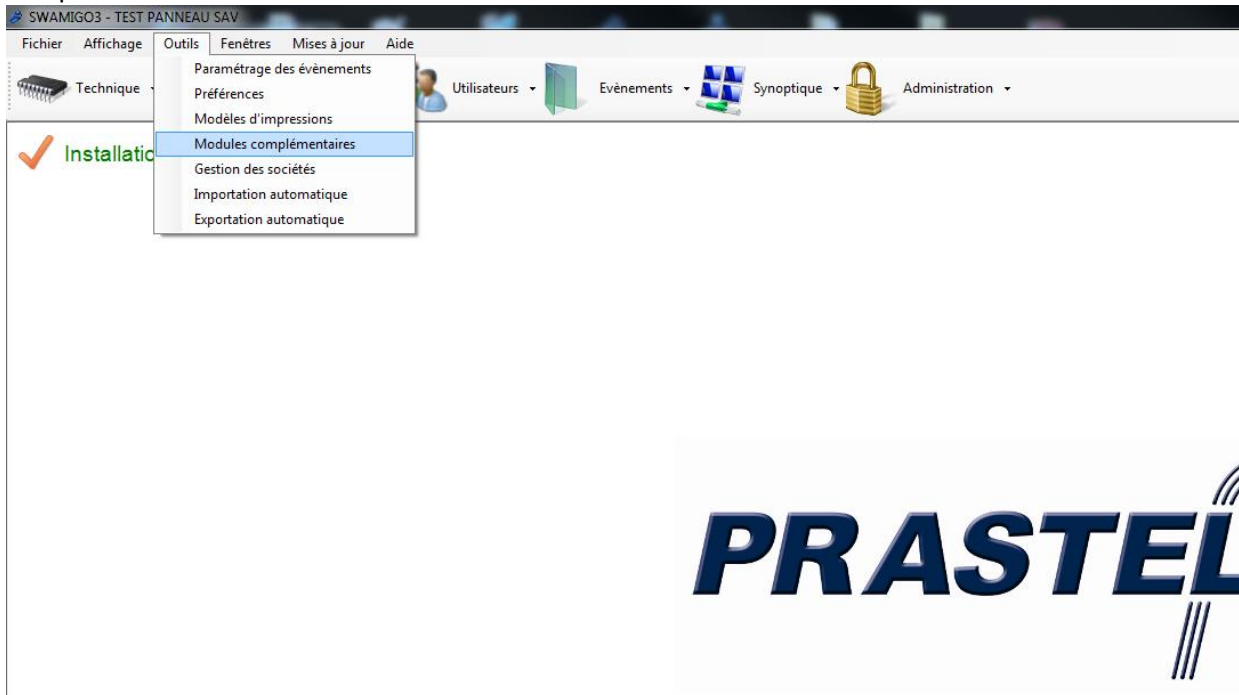 SWAMIGO3 - TEST PANNEAU SAV
Fichier Affichage Outils Fenêtres Mises à jour Aide
Technique Utilisateurs Evènements Synoptique Administration
Paramétrage des évènements
Préférences
Modèles d'impressions
Modules complémentaires
Gestion des sociétés
Importation automatique
Exportation automatique
Installatio
PRASTEL